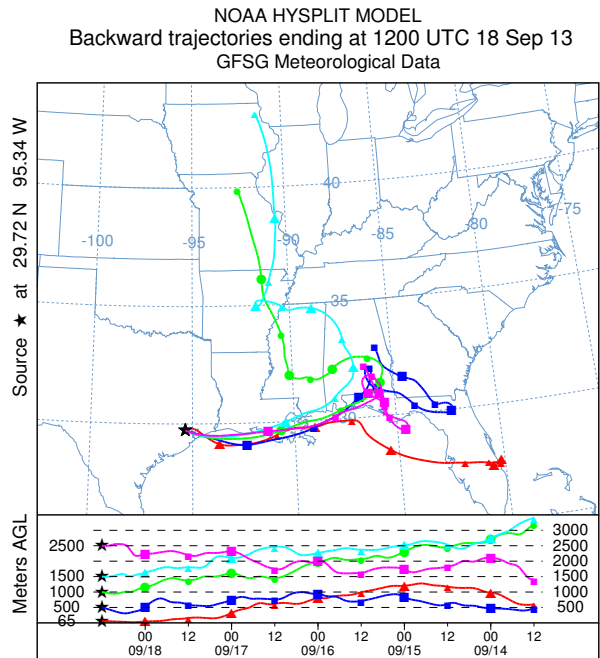 NOAA HYSPLIT MODEL
Backward trajectories ending at 1200 UTC 18 Sep 13
GFSG Meteorological Data
Source ★ at 29.72 N 95.34 W
-100
-95
-90
-85
-80
-75
40
35
30
Meters AGL
2500
1500
1000
500
65
3000
2500
2000
1500
1000
500
00 12 00 12 00 12 00 12 00 12
09/18 09/17 09/16 09/15 09/14